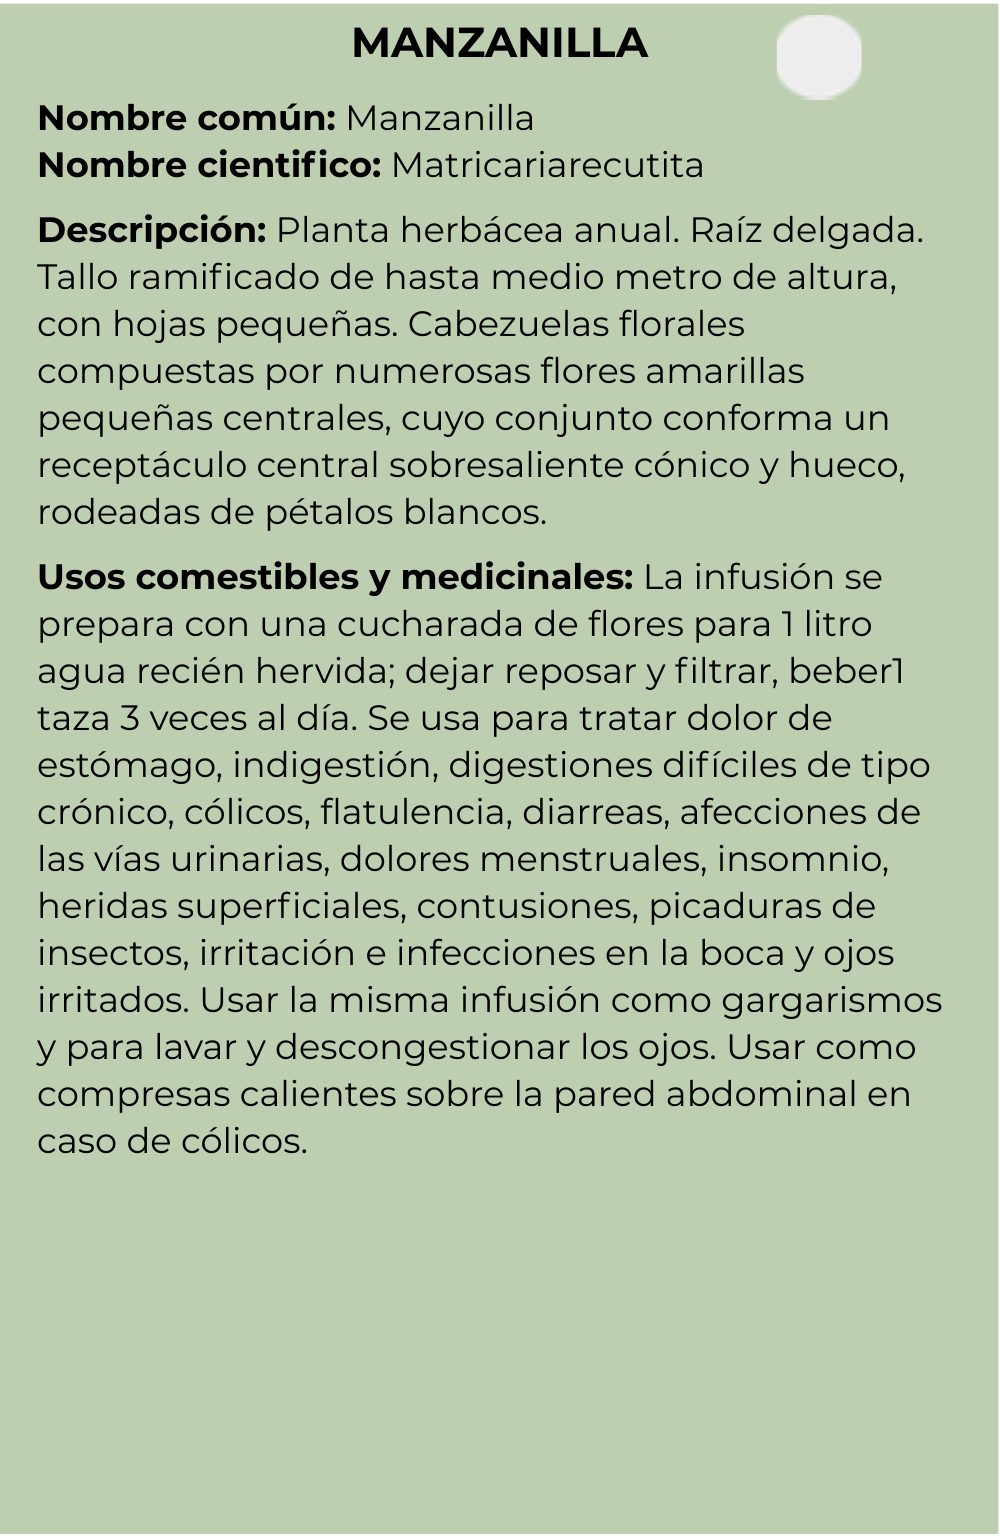 MANZANILLA
Nombre común: Manzanilla
Nombre cientifico: Matricariarecutita
Descripción: Planta herbácea anual. Raíz delgada.
Tallo ramificado de hasta medio metro de altura,
con hojas pequeñas. Cabezuelas florales
compuestas por numerosas flores amarillas
pequeñas centrales, cuyo conjunto conforma un
receptáculo central sobresaliente cónico y hueco,
rodeadas de pétalos blancos.
Usos comestibles y medicinales: La infusión se
prepara con una cucharada de flores para 1 litro
agua recién hervida; dejar reposar y filtrar, beber1
taza 3 veces al día. Se usa para tratar dolor de
estómago, indigestión, digestiones difíciles de tipo
crónico, cólicos, flatulencia, diarreas, afecciones de
las vías urinarias, dolores menstruales, insomnio,
heridas superficiales, contusiones, picaduras de
insectos, irritación e infecciones en la boca y ojos
irritados. Usar la misma infusión como gargarismos
y para lavar y descongestionar los ojos. Usar como
compresas calientes sobre la pared abdominal en
caso de cólicos.